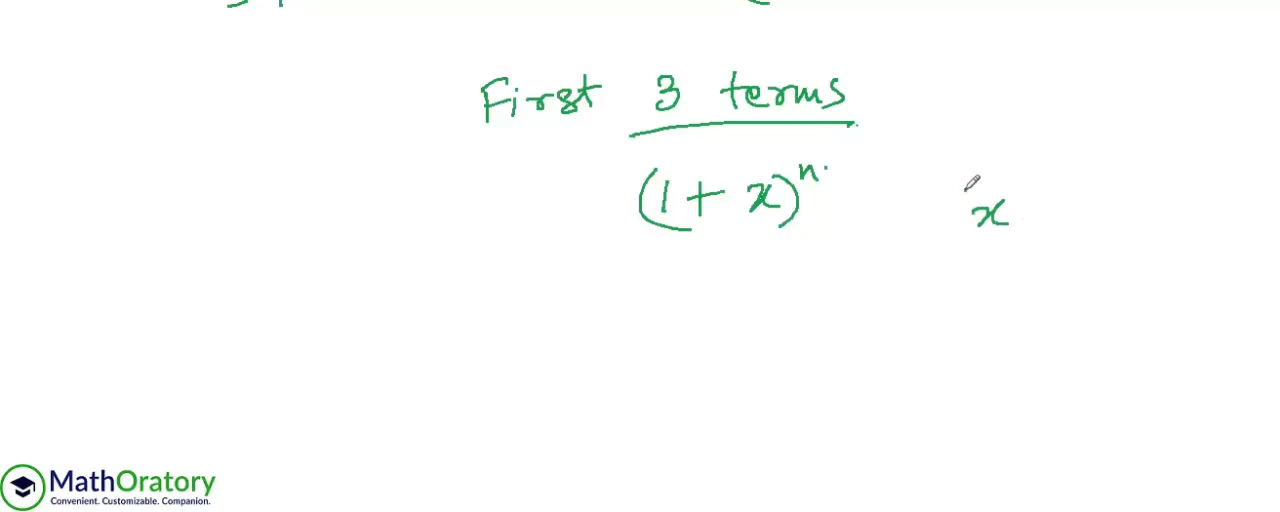 First 3 terms
(1 + x)^n.
x
MathOratory
Convenient. Customizable. Companion.